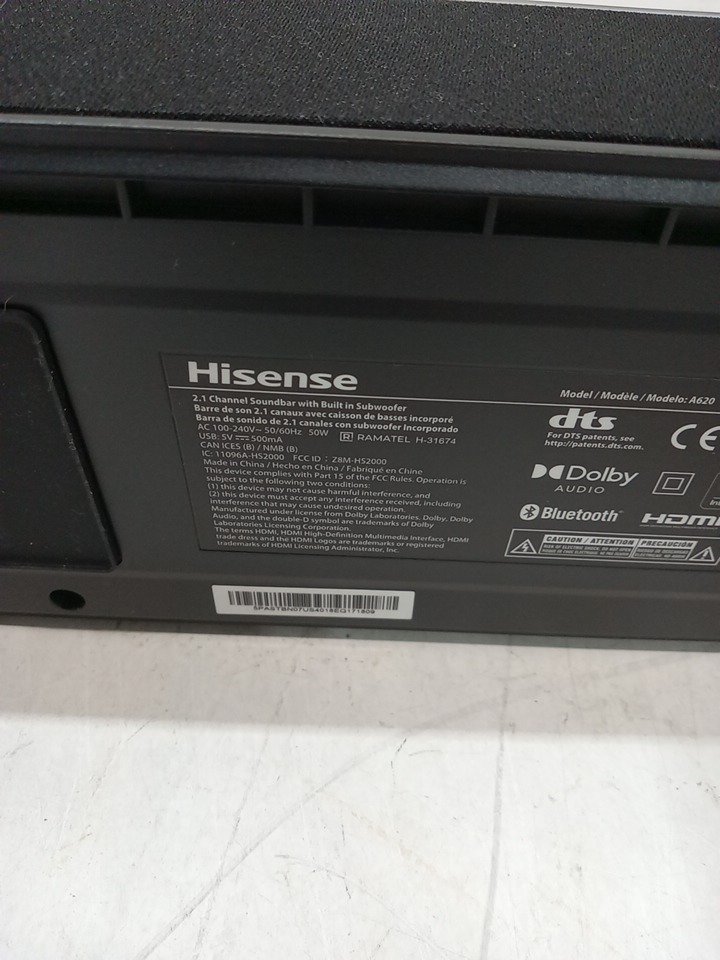 Hisense
2.1 Channel Soundbar with Built in Subwoofer
Barre de son 2.1 canaux avec caisson de basses incorporé
Barra de sonido de 2.1 canales con subwoofer Incorporado
AC 100-240V~ 50/60Hz 50W R RAMATEL H-31674
USB: 5V⎓500mA
CAN ICES (B) / NMB (B)
IC: 11096A-HS2000 FCC ID : Z8M-HS2000
Made in China / Hecho en China / Fabriqué en Chine
This device complies with Part 15 of the FCC Rules. Operation is
subject to the following two conditions:
(1) this device may not cause harmful interference, and
(2) this device must accept any interference received, including
interference that may cause undesired operation.
Manufactured under license from Dolby Laboratories. Dolby, Dolby
Audio, and the double-D symbol are trademarks of Dolby
Laboratories Licensing Corporation.
The terms HDMI, HDMI High-Definition Multimedia Interface, HDMI
trade dress and the HDMI Logos are trademarks or registered
trademarks of HDMI Licensing Administrator, Inc.
Model / Modèle / Modelo: A620
dts
For DTS patents, see
http://patents.dts.com.
CE
Dolby
AUDIO
Bluetooth
HDMI
CAUTION / ATTENTION
PRECAUCIÓN
RISK OF ELECTRIC SHOCK, DO NOT OPEN